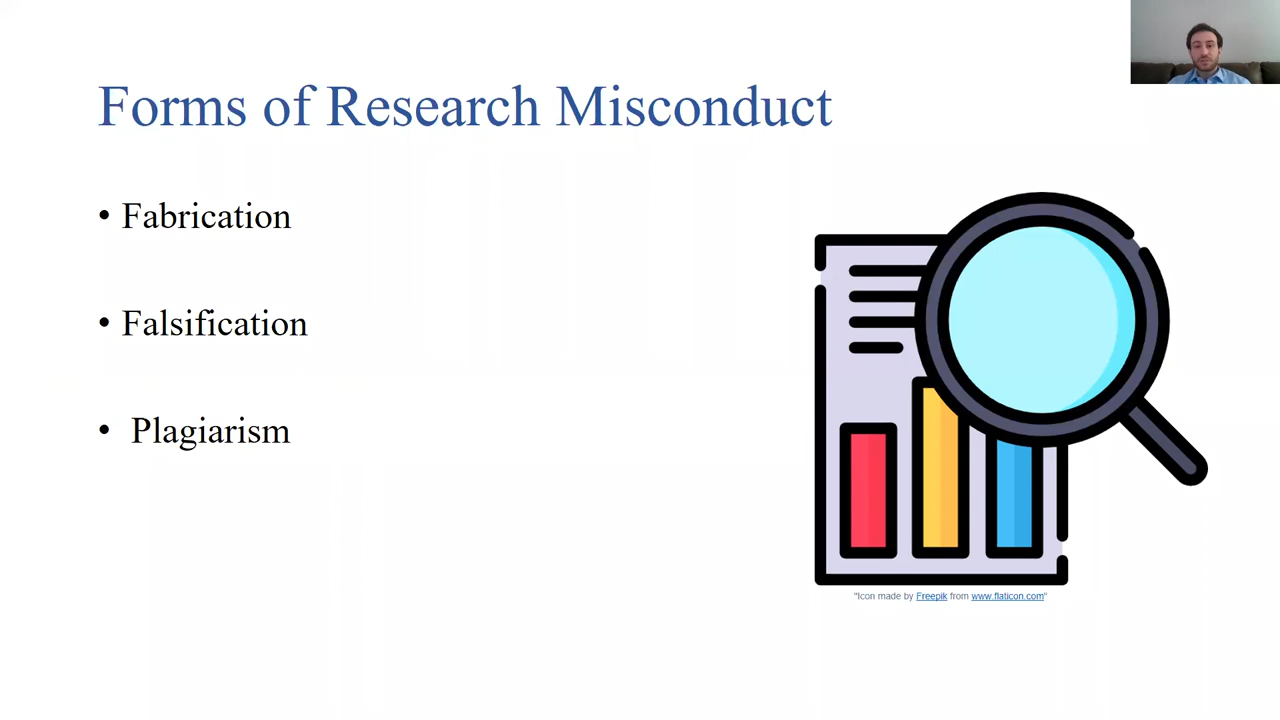 Forms of Research Misconduct
• Fabrication
• Falsification
• Plagiarism
"Icon made by Freepik from www.flaticon.com"